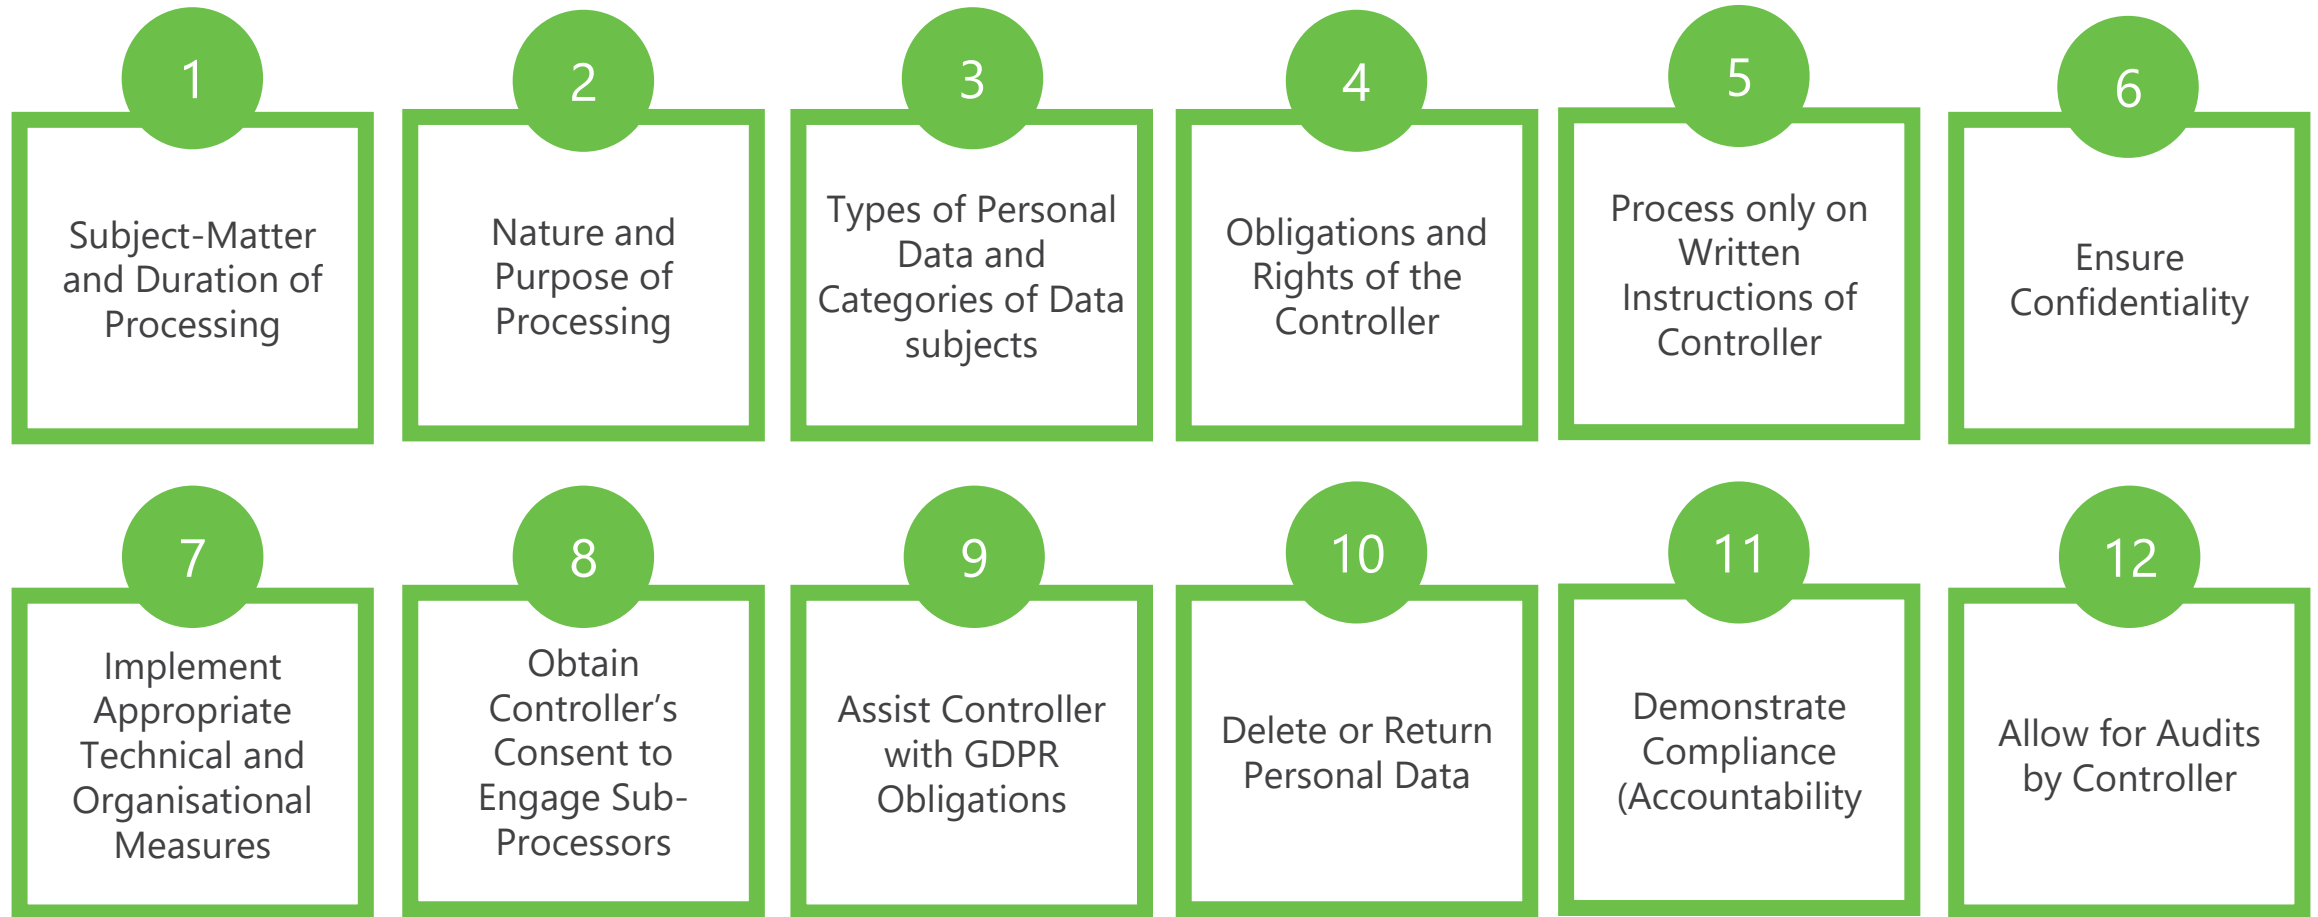 1
Subject-Matter
and Duration of
Processing
2
Nature and
Purpose of
Processing
3
Types of Personal
Data and
Categories of Data
subjects
4
Obligations and
Rights of the
Controller
5
Process only on
Written
Instructions of
Controller
6
Ensure
Confidentiality
7
Implement
Appropriate
Technical and
Organisational
Measures
8
Obtain
Controller’s
Consent to
Engage Sub-
Processors
9
Assist Controller
with GDPR
Obligations
10
Delete or Return
Personal Data
11
Demonstrate
Compliance
(Accountability
12
Allow for Audits
by Controller